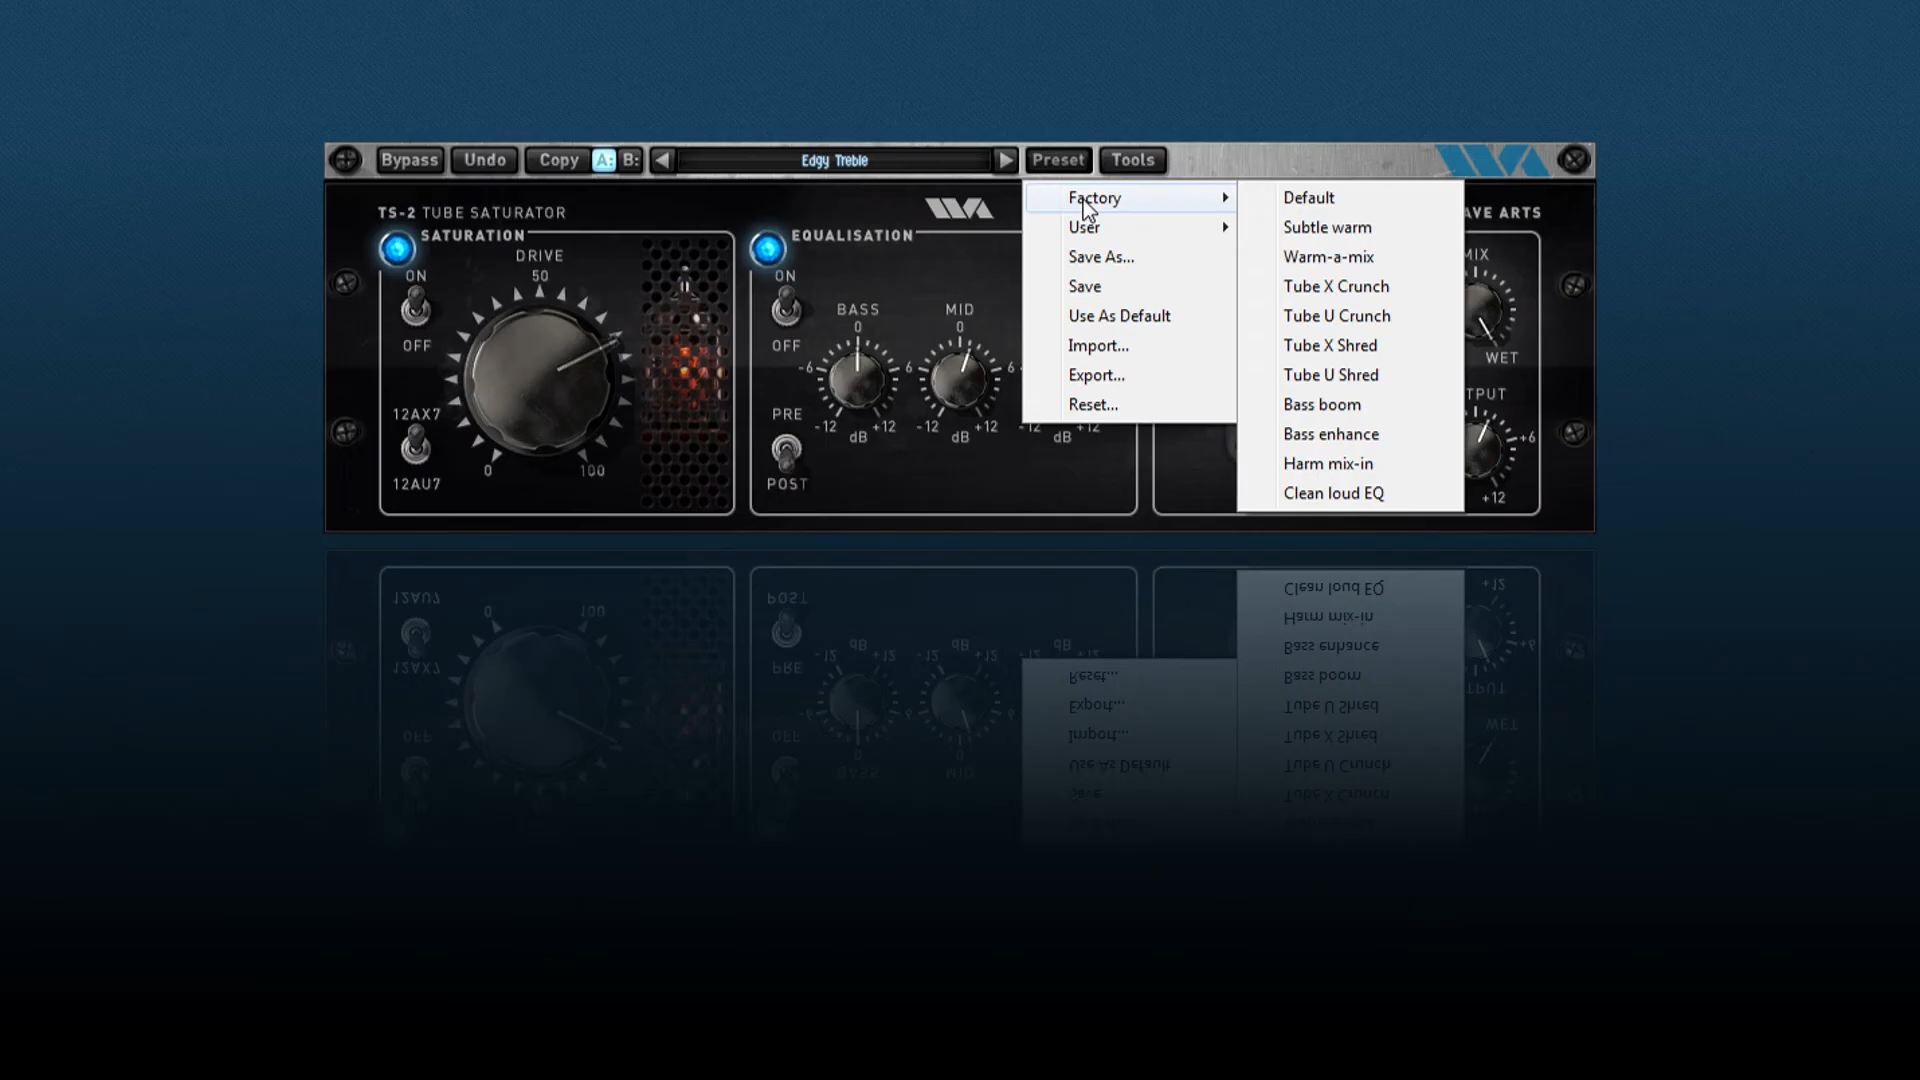 Bypass Undo Copy A: B: Edgy Treble Preset Tools
TS-2 TUBE SATURATOR
AVE ARTS
SATURATION
DRIVE
50
0
100
ON
OFF
12AX7
12AU7
EQUALISATION
ON
OFF
PRE
POST
BASS
0
-6 6
-12 +12
dB
MID
0
6
-12 +12
dB
-12 +12
dB
Factory
User
Save As...
Save
Use As Default
Import...
Export...
Reset...
Default
Subtle warm
Warm-a-mix
Tube X Crunch
Tube U Crunch
Tube X Shred
Tube U Shred
Bass boom
Bass enhance
Harm mix-in
Clean loud EQ
MIX
WET
TPUT
+6
+12